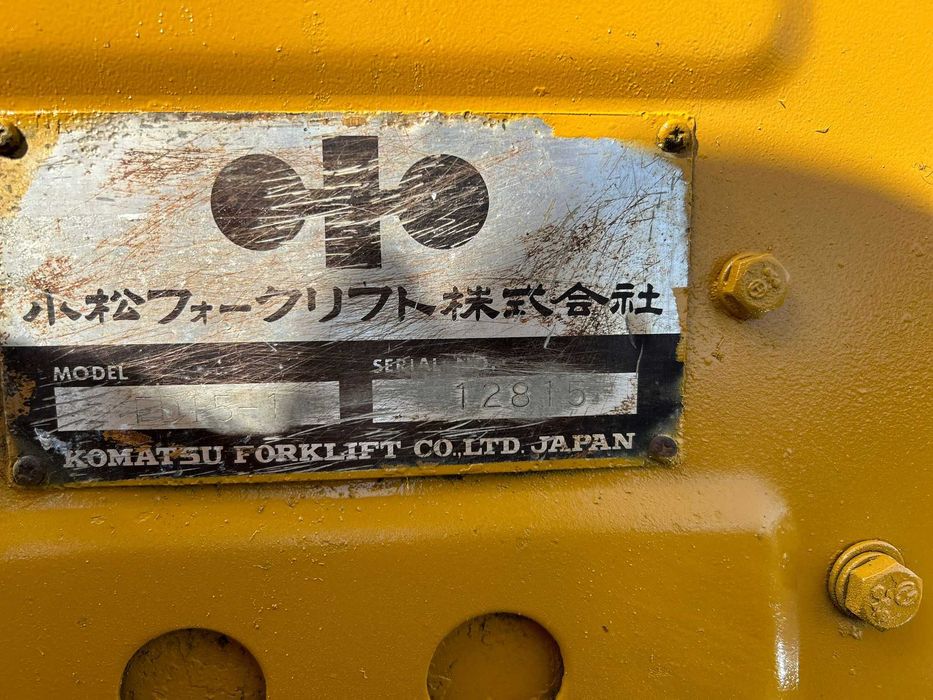 小松フォークリフト株式会社
MODEL
SERIAL NO.
12815
KOMATSU FORKLIFT CO.,LTD. JAPAN